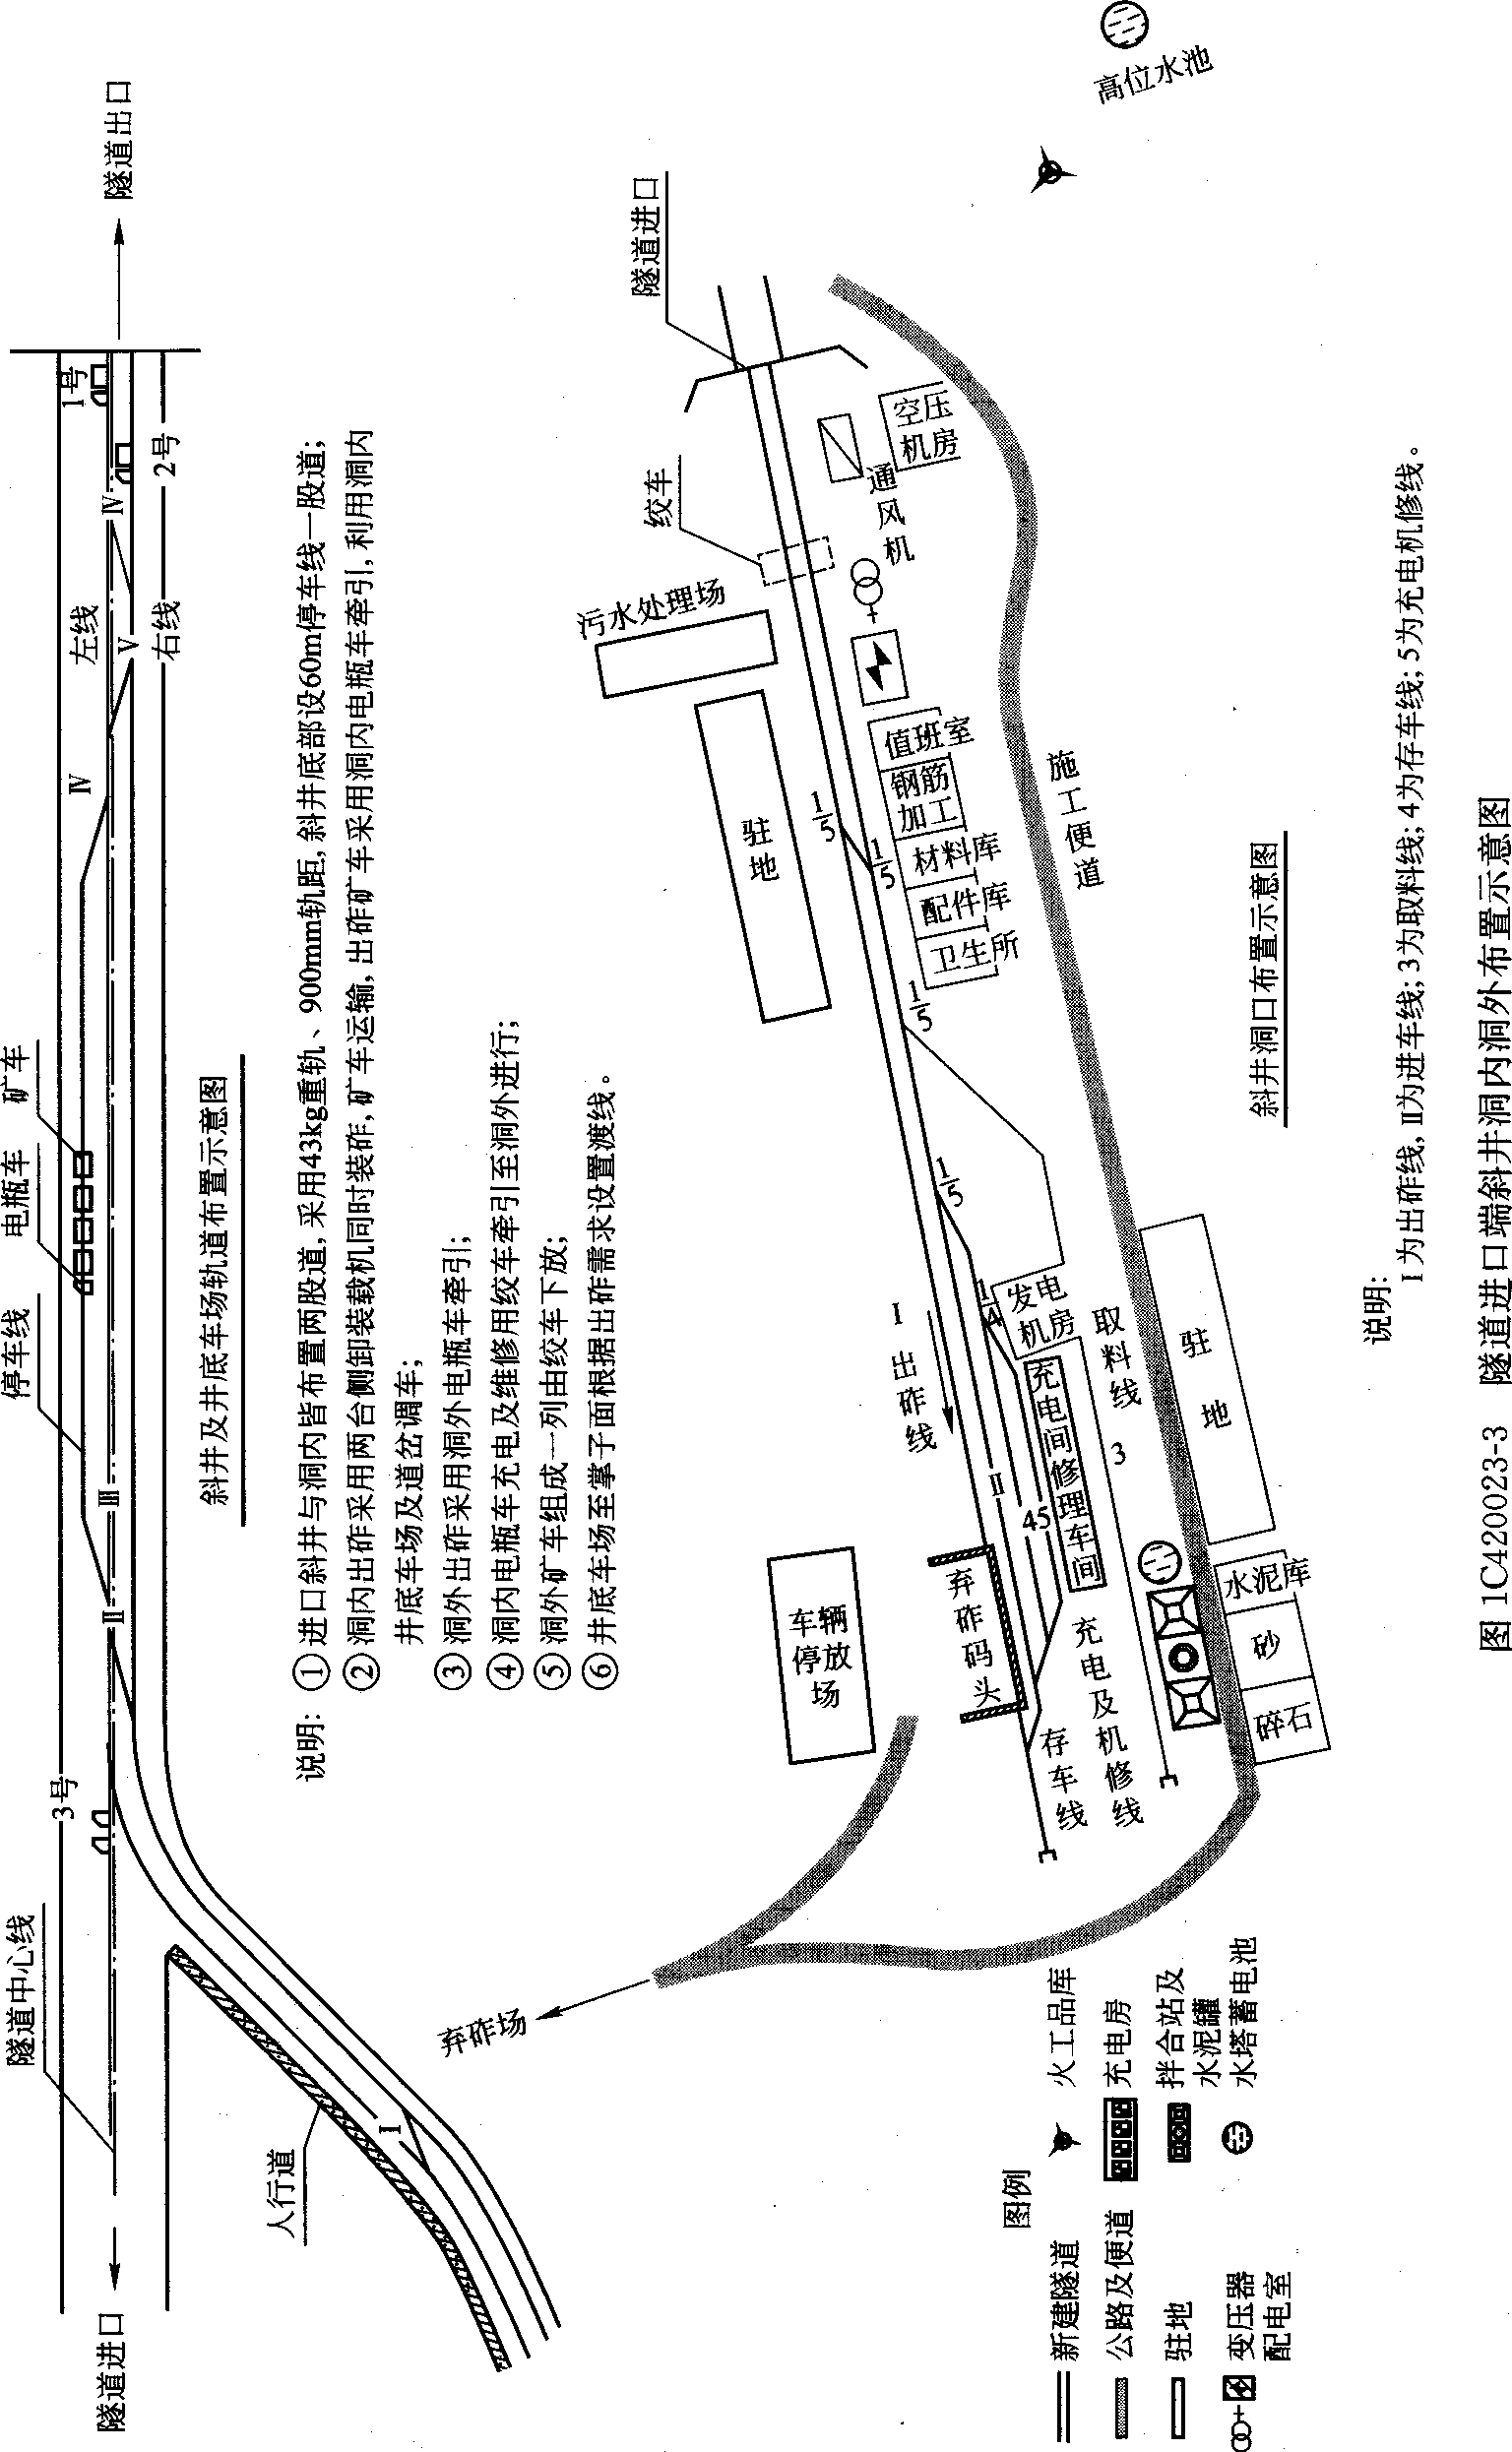 隧道进口
隧道中心线
3号
停车线
电瓶车
矿车
1号
隧道出口
左线
右线
2号
Ⅱ
Ⅲ
Ⅳ
Ⅴ
Ⅳ
Ⅰ
人行道
斜井及井底车场轨道布置示意图
说明：①进口斜井与洞内皆布置两股道，采用43kg重轨、900mm轨距，斜井底部设60m停车线一股道；
②洞内出砟采用两台侧卸装载机同时装砟，矿车运输，出砟矿车采用洞内电瓶车牵引，利用洞内
井底车场及道岔调车；
③洞外出砟采用洞外电瓶车牵引；
④洞内电瓶车充电及维修用绞车牵引至洞外进行；
⑤洞外矿车组成一列由绞车下放；
⑥井底车场至掌子面根据出砟需求设置渡线。
隧道进口
绞车
污水处理场
驻地
高位水池
空压
机房
通风机
值班室
钢筋
加工
材料库
配件库
卫生所
施工便道
1/5
1/5
1/5
1/5
1/4
Ⅰ出砟线
Ⅱ
45
发电
机房
充电间修理车间
取料线 3
驻地
车辆
停放
场
弃砟码头
存车线
充电及机修线
水泥库
砂
碎石
弃砟场
斜井洞口布置示意图
图例
新建隧道
火工品库
公路及便道
充电房
驻地
拌合站及
水泥罐
变压器
配电室
水塔蓄电池
说明：
Ⅰ为出砟线，Ⅱ为进车线；3为取料线；4为存车线；5为充电机修线。
图 1C420023-3 隧道进口端斜井洞内洞外布置示意图